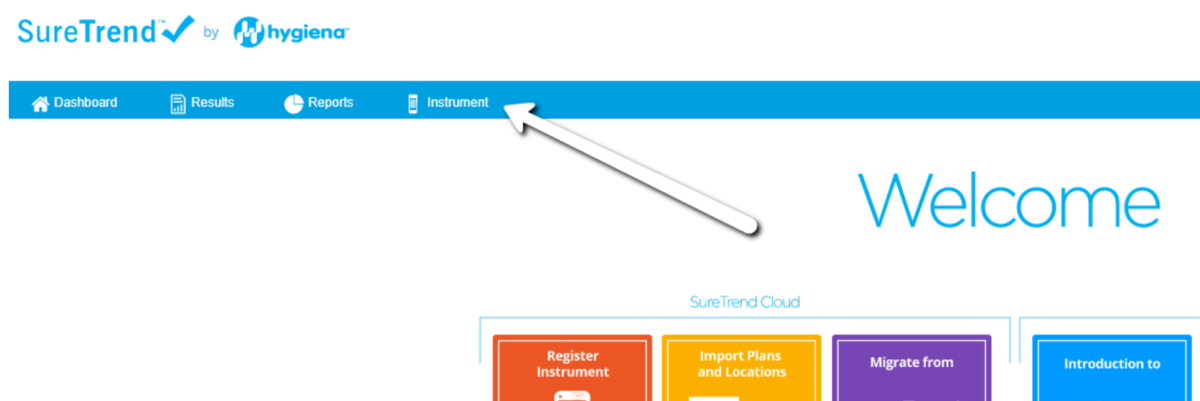 SureTrend™ by hygiena™
Dashboard Results Reports Instrument
Welcome
SureTrend Cloud
Register
Instrument
Import Plans
and Locations
Migrate from
Introduction to